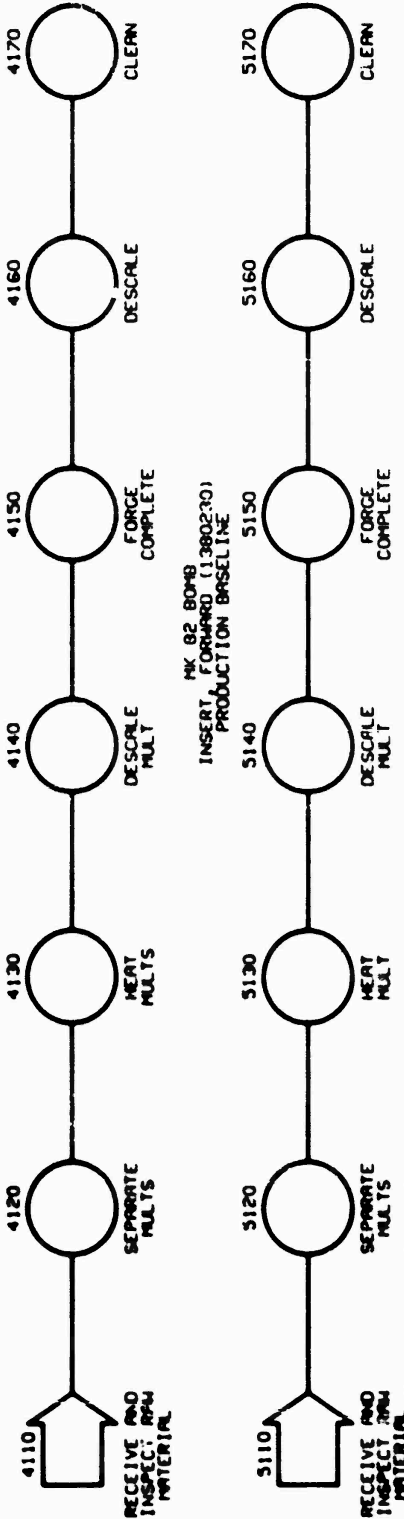 4110
RECEIVE AND
INSPECT RAW
MATERIAL
4120
SEPARATE
MULTS
4130
HEAT
MULTS
4140
DESCALE
MULT
4150
FORGE
COMPLETE
4160
DESCALE
4170
CLEAN
MK 82 BOMB
INSERT, FORWARD
PRODUCTION BASELINE
5110
RECEIVE AND
INSPECT RAW
MATERIAL
5120
SEPARATE
MULTS
5130
HEAT
MULT
5140
DESCALE
MULT
5150
FORGE
COMPLETE
5160
DESCALE
5170
CLEAN